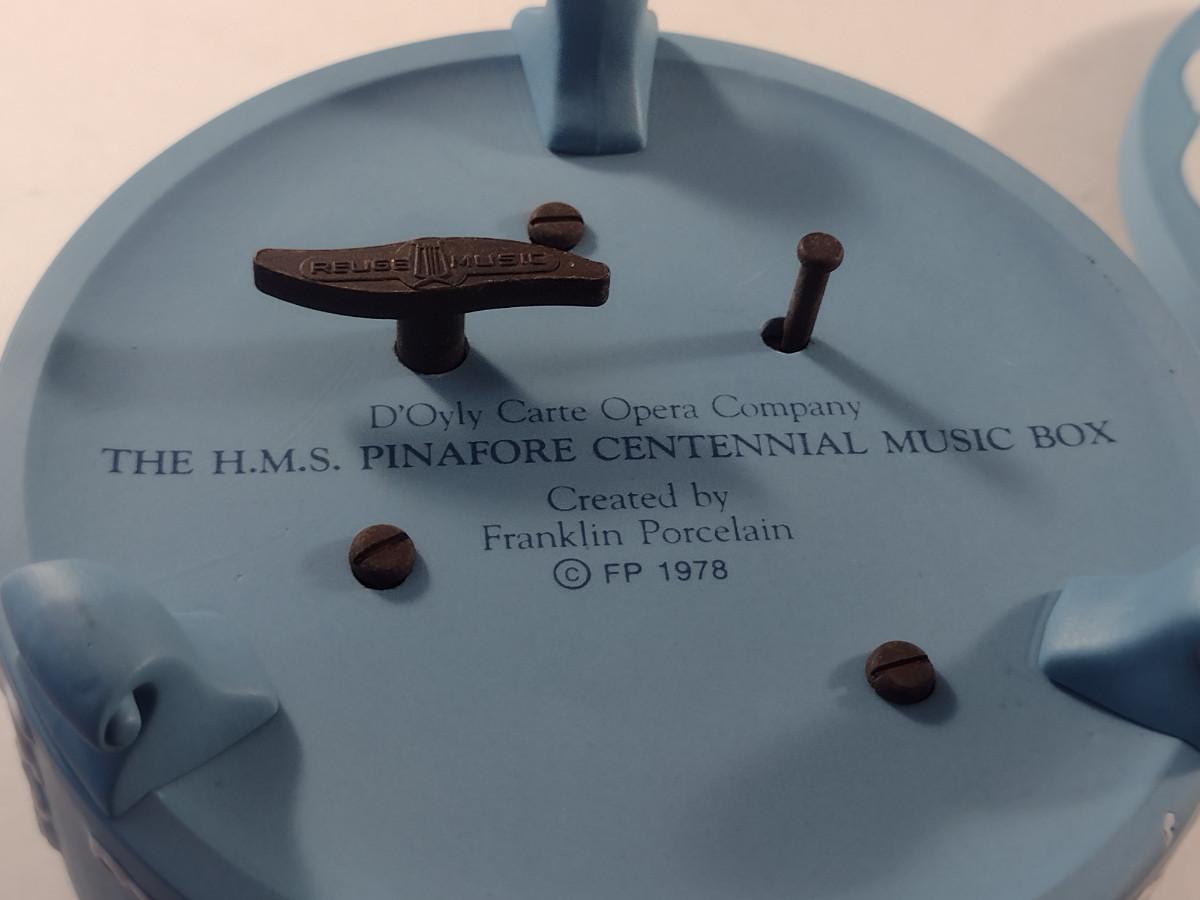 REUGE MUSIC
D'Oyly Carte Opera Company
THE H.M.S. PINAFORE CENTENNIAL MUSIC BOX
Created by
Franklin Porcelain
© FP 1978